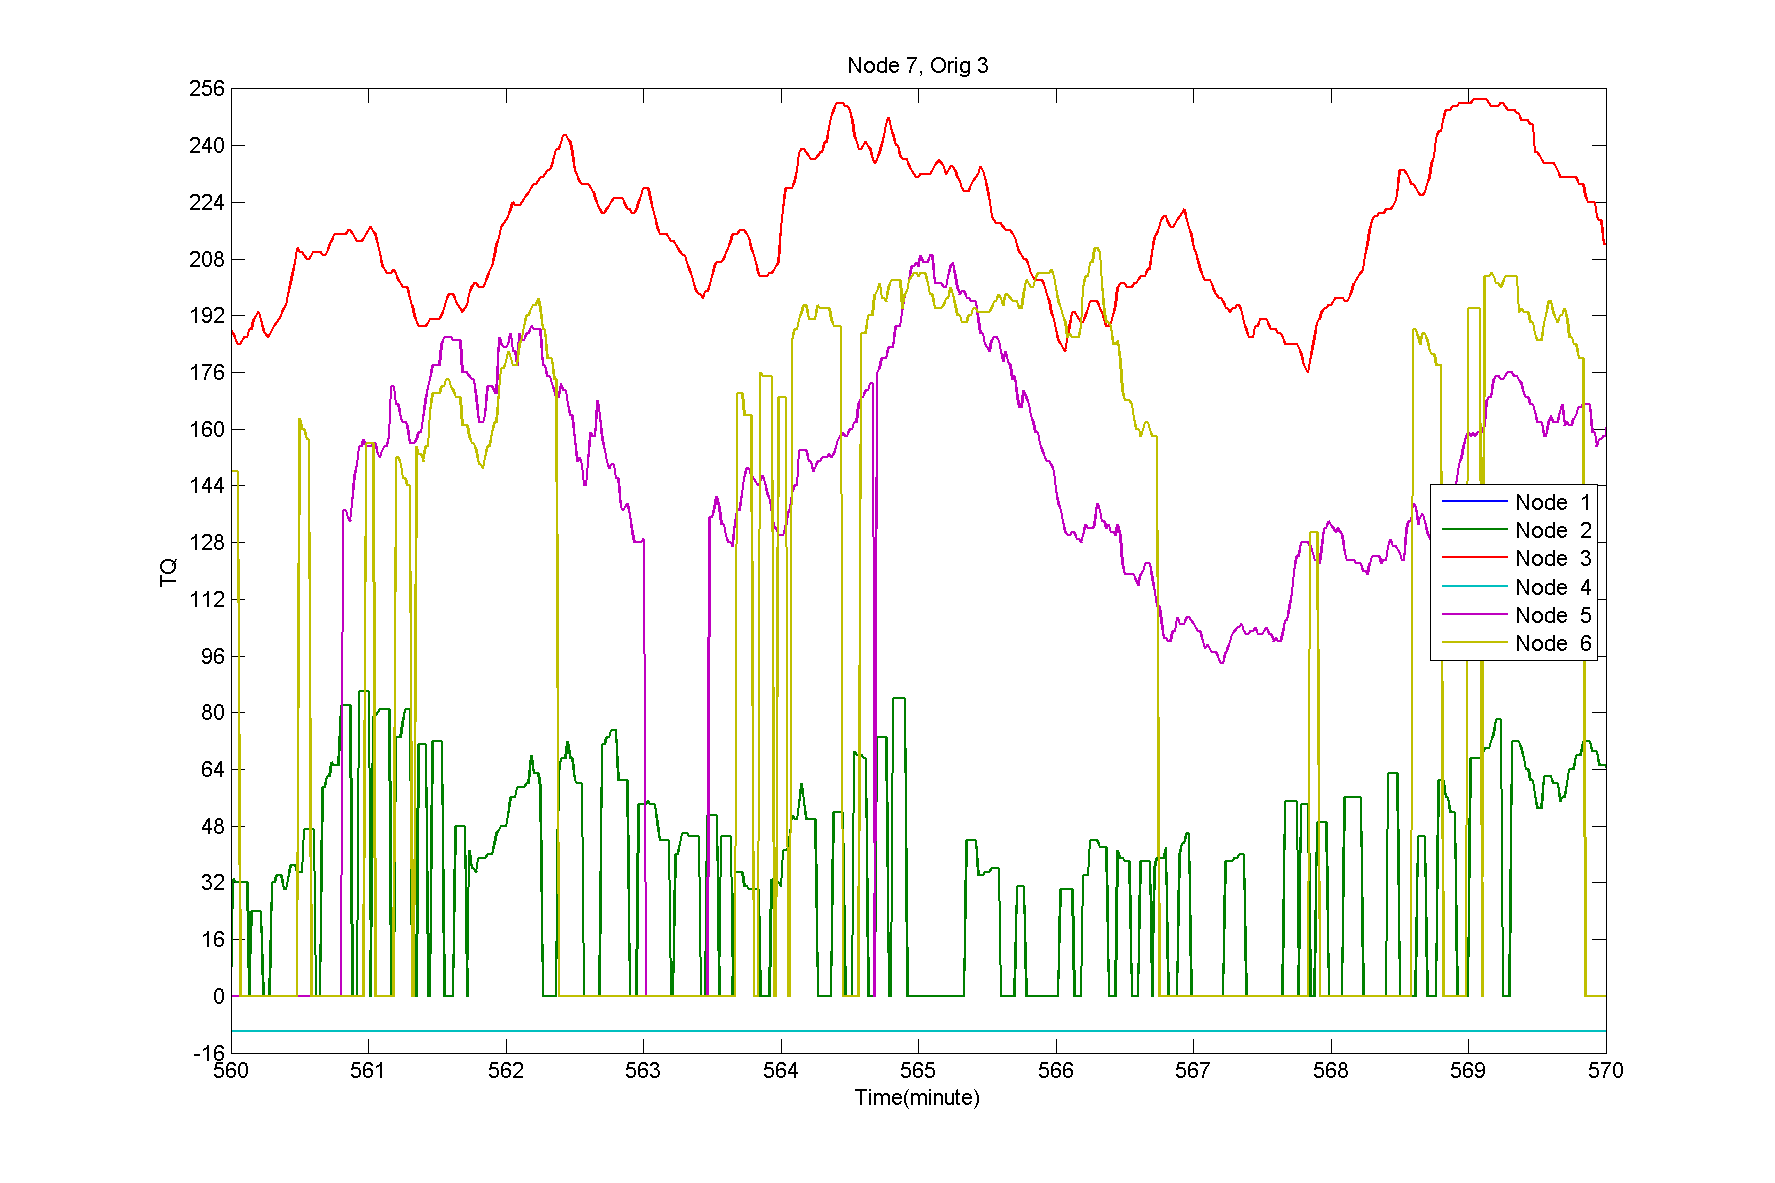 Node 7, Orig 3
256
240
224
208
192
176
160
144
128
112
96
80
64
48
32
16
0
-16
TQ
560 561 562 563 564 565 566 567 568 569 570
Time(minute)
Node 1
Node 2
Node 3
Node 4
Node 5
Node 6